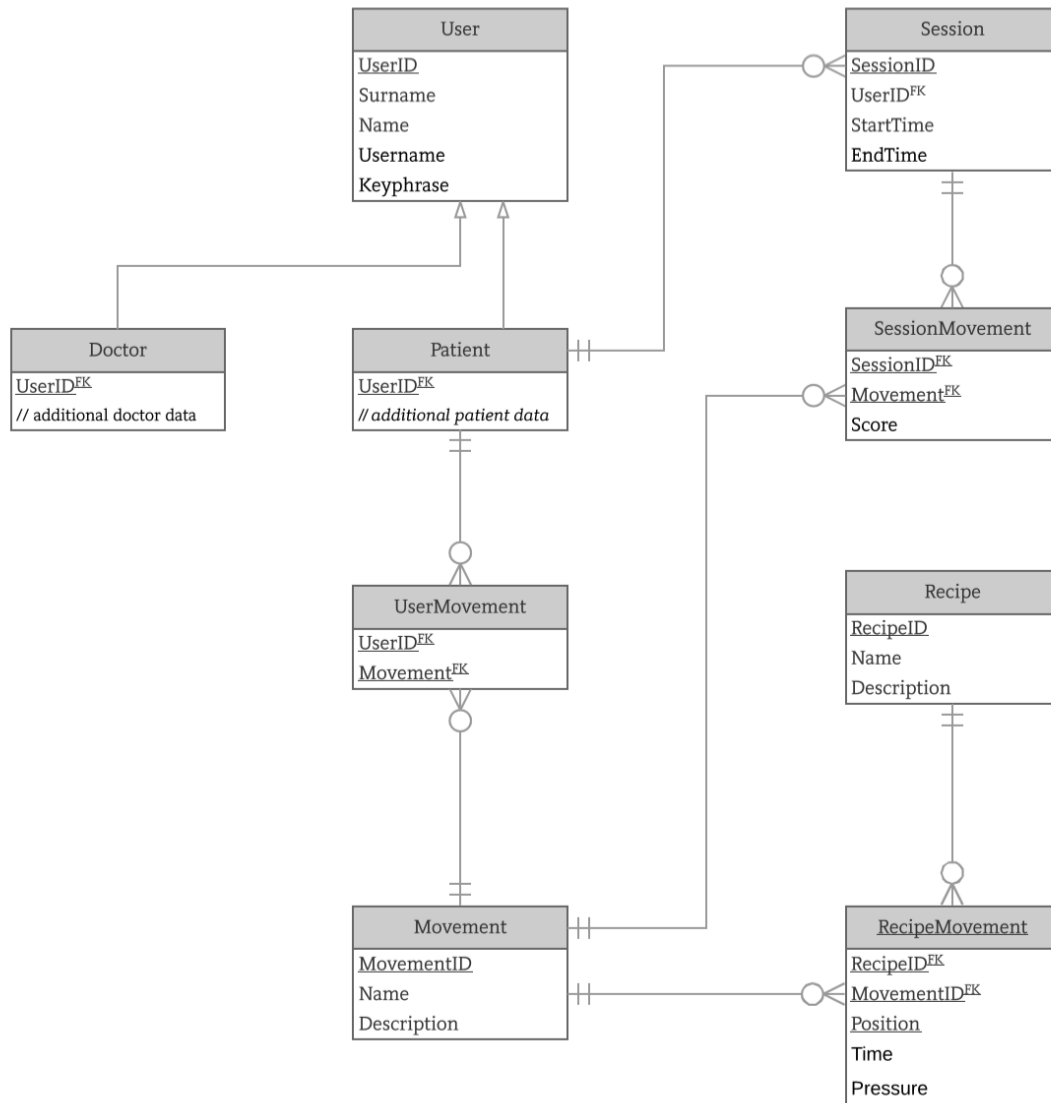 User
UserID
Surname
Name
Username
Keyphrase
Session
SessionID
UserIDFK
StartTime
EndTime
Doctor
UserIDFK
// additional doctor data
Patient
UserIDFK
// additional patient data
SessionMovement
SessionIDFK
MovementFK
Score
UserMovement
UserIDFK
MovementFK
Recipe
RecipeID
Name
Description
Movement
MovementID
Name
Description
RecipeMovement
RecipeIDFK
MovementIDFK
Position
Time
Pressure